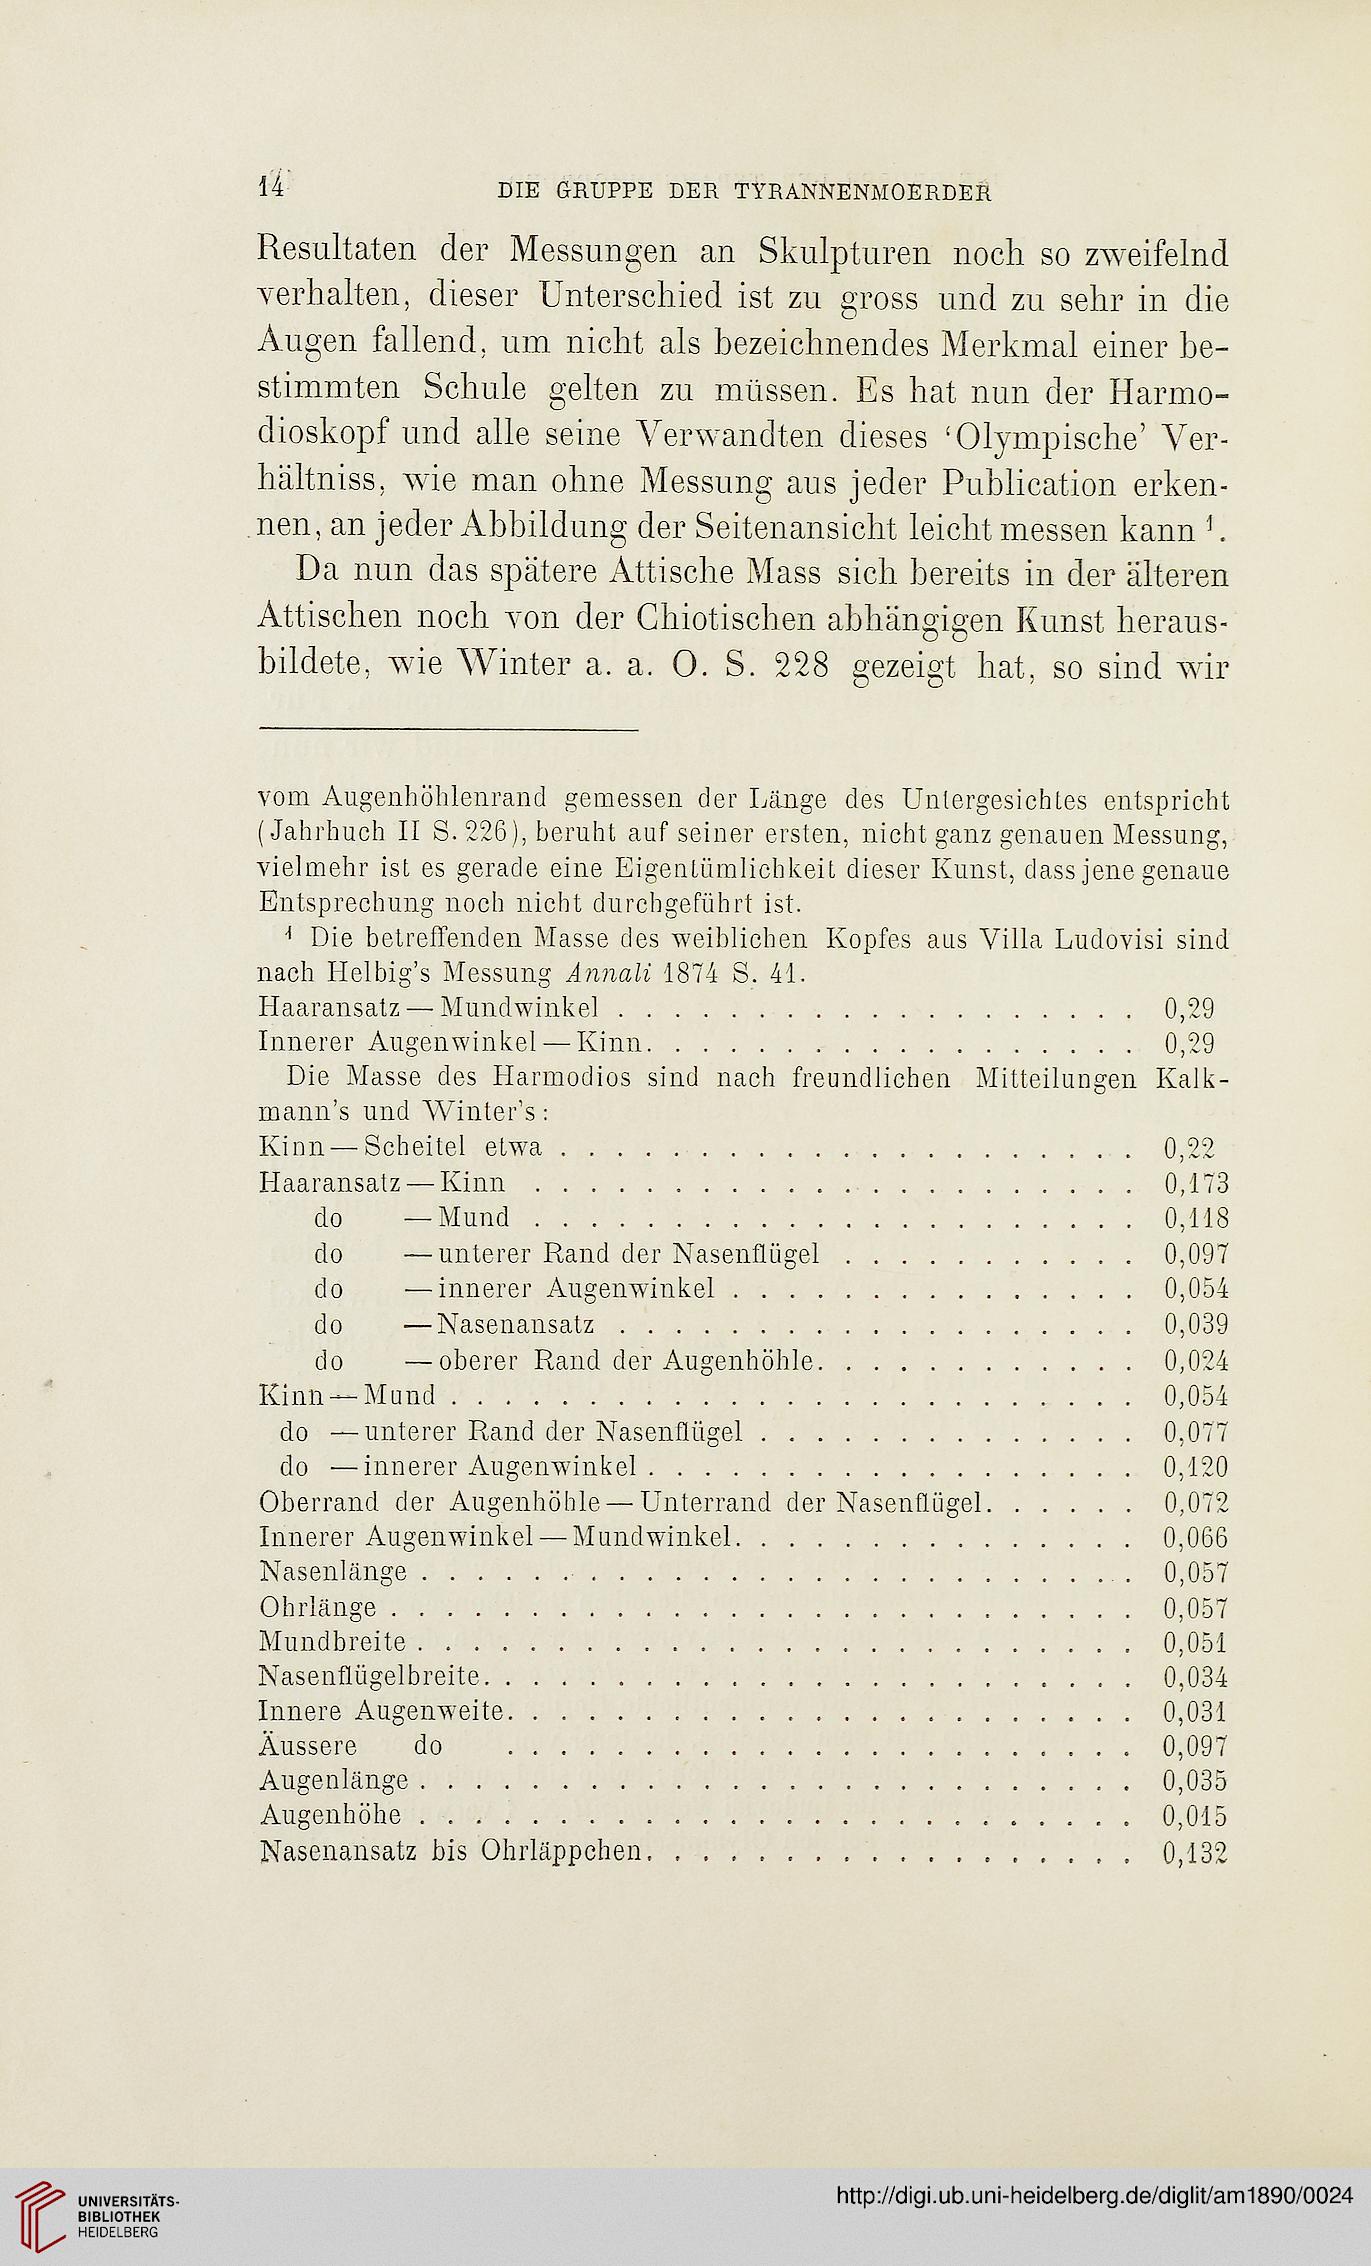 14
DIE GRUPPE DER TYRANNENMOERDER
Resultaten der Messungen an Skulpturen noch so zweifelnd
verhalten, dieser Unterschied ist zu gross und zu sehr in die
Augen fallend, um nicht als bezeichnendes Merkmal einer be-
stimmten Schule gelten zu müssen. Es hat nun der Harmo-
dioskopf und alle seine Verwandten dieses ‘Olympische’ Ver-
hältniss, wie man ohne Messung aus jeder Publication erken-
nen, an jeder Abbildung der Seitenansicht leicht messen kann ¹.
Da nun das spätere Attische Mass sich bereits in der älteren
Attischen noch von der Chiotischen abhängigen Kunst heraus-
bildete, wie Winter a. a. O. S. 228 gezeigt hat, so sind wir
vom Augenhöhlenrand gemessen der Länge des Untergesichtes entspricht
(Jahrbuch II S. 226), beruht auf seiner ersten, nicht ganz genauen Messung,
vielmehr ist es gerade eine Eigentümlichkeit dieser Kunst, dass jene genaue
Entsprechung noch nicht durchgeführt ist.
¹ Die betreffenden Masse des weiblichen Kopfes aus Villa Ludovisi sind
nach Helbig's Messung Annali 1874 S. 41.
Haaransatz — Mundwinkel . . . . . . . . . . . . . . . . . . . 0,29
Innerer Augenwinkel — Kinn. . . . . . . . . . . . . . . . . . 0,29
Die Masse des Harmodios sind nach freundlichen Mitteilungen Kalk-
mann's und Winter's:
Kinn — Scheitel etwa . . . . . . . . . . . . . . . . . . . . . 0,22
Haaransatz — Kinn . . . . . . . . . . . . . . . . . . . . . . 0,173
do — Mund . . . . . . . . . . . . . . . . . . . . . . 0,118
do — unterer Rand der Nasenflügel . . . . . . . . . . . 0,097
do — innerer Augenwinkel . . . . . . . . . . . . . . . 0,054
do — Nasenansatz . . . . . . . . . . . . . . . . . . . 0,039
do — oberer Rand der Augenhöhle. . . . . . . . . . . . 0,024
Kinn — Mund . . . . . . . . . . . . . . . . . . . . . . . . . 0,054
do — unterer Rand der Nasenflügel . . . . . . . . . . . . . . 0,077
do — innerer Augenwinkel . . . . . . . . . . . . . . . . . . 0,120
Oberrand der Augenhöhle — Unterrand der Nasenflügel. . . . . . 0,072
Innerer Augenwinkel — Mundwinkel. . . . . . . . . . . . . . . 0,066
Nasenlänge . . . . . . . . . . . . . . . . . . . . . . . . . . 0,057
Ohrlänge . . . . . . . . . . . . . . . . . . . . . . . . . . . 0,057
Mundbreite . . . . . . . . . . . . . . . . . . . . . . . . . . 0,051
Nasenflügelbreite. . . . . . . . . . . . . . . . . . . . . . . . 0,034
Innere Augenweite. . . . . . . . . . . . . . . . . . . . . . . 0,031
Äussere do . . . . . . . . . . . . . . . . . . . . . . . 0,097
Augenlänge . . . . . . . . . . . . . . . . . . . . . . . . . . 0,035
Augenhöhe . . . . . . . . . . . . . . . . . . . . . . . . . . 0,015
Nasenansatz bis Ohrläppchen. . . . . . . . . . . . . . . . . . 0,132
UNIVERSITÄTS-
BIBLIOTHEK
HEIDELBERG
http://digi.ub.uni-heidelberg.de/diglit/am1890/0024